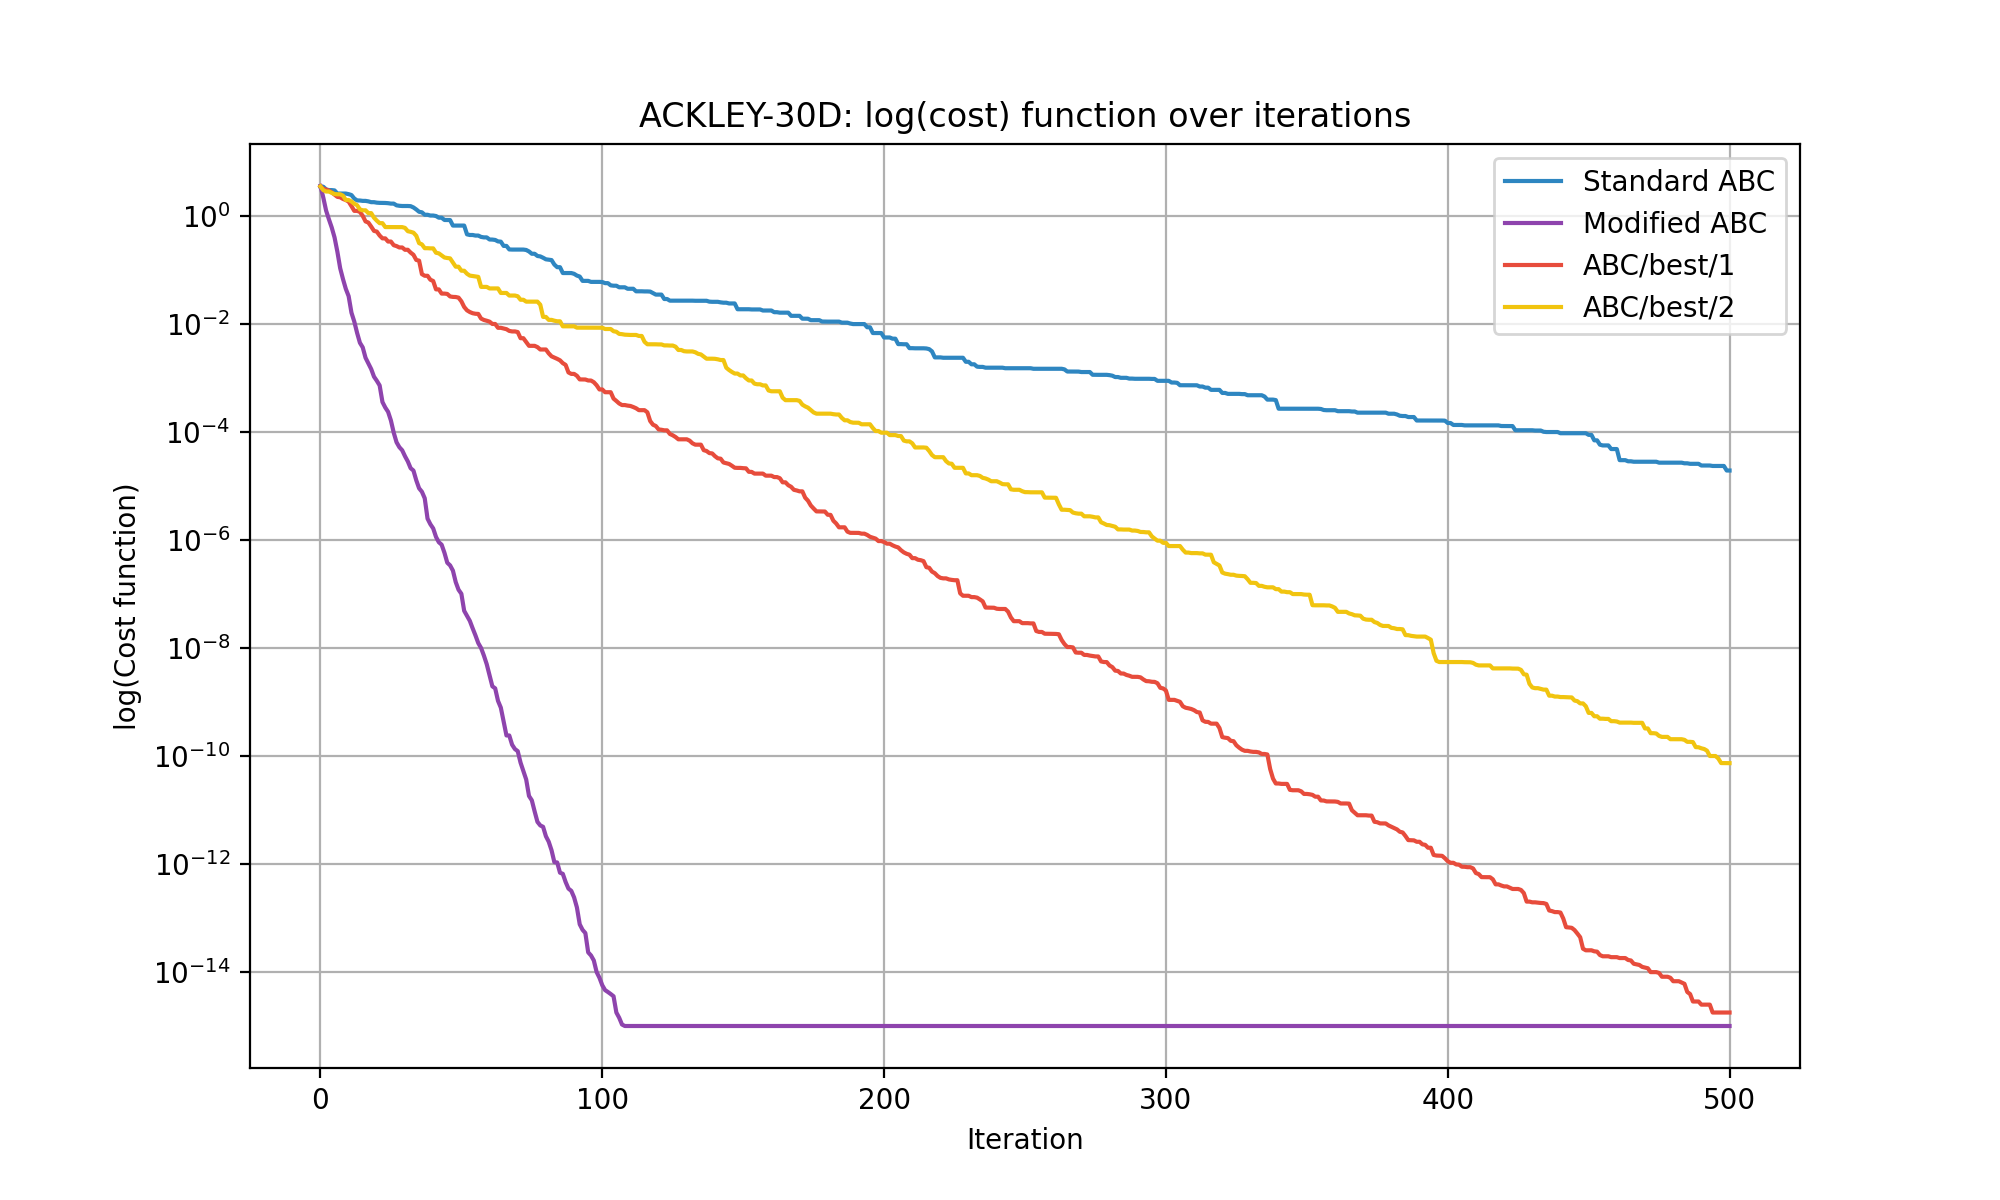 ACKLEY-30D: log(cost) function over iterations
Standard ABC
Modified ABC
ABC/best/1
ABC/best/2
log(Cost function)
10⁰
10⁻²
10⁻⁴
10⁻⁶
10⁻⁸
10⁻¹⁰
10⁻¹²
10⁻¹⁴
0 100 200 300 400 500
Iteration